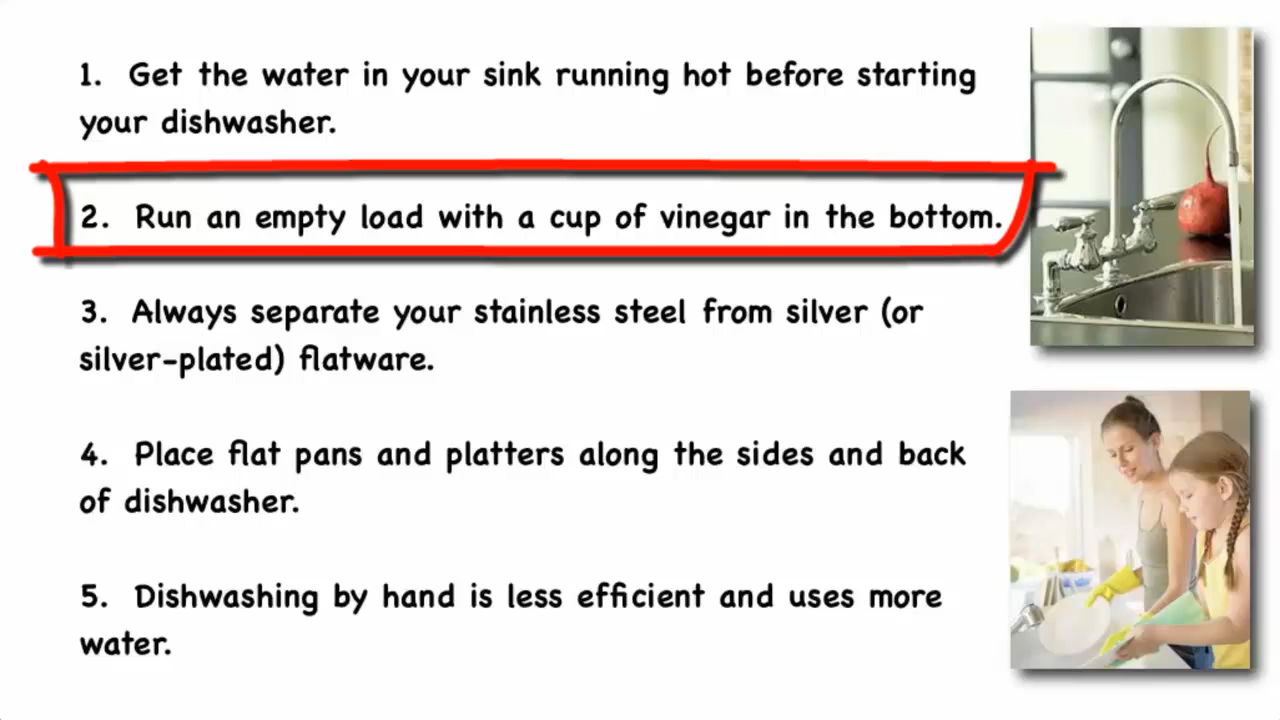 1. Get the water in your sink running hot before starting
your dishwasher.
2. Run an empty load with a cup of vinegar in the bottom.
3. Always separate your stainless steel from silver (or
silver-plated) flatware.
4. Place flat pans and platters along the sides and back
of dishwasher.
5. Dishwashing by hand is less efficient and uses more
water.